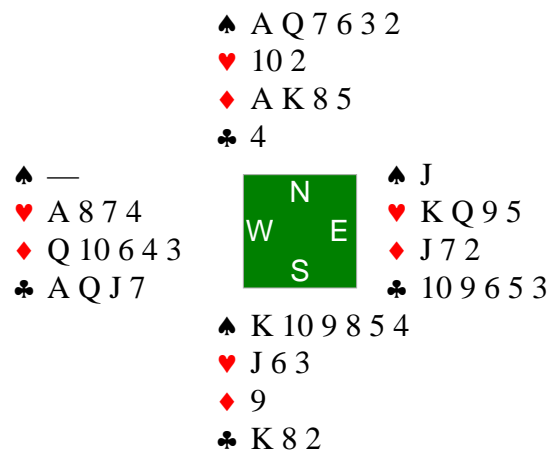 ♠ A Q 7 6 3 2
♥ 10 2
♦ A K 8 5
♣ 4
♠ —
♥ A 8 7 4
♦ Q 10 6 4 3
♣ A Q J 7
N
W E
S
♠ J
♥ K Q 9 5
♦ J 7 2
♣ 10 9 6 5 3
♠ K 10 9 8 5 4
♥ J 6 3
♦ 9
♣ K 8 2